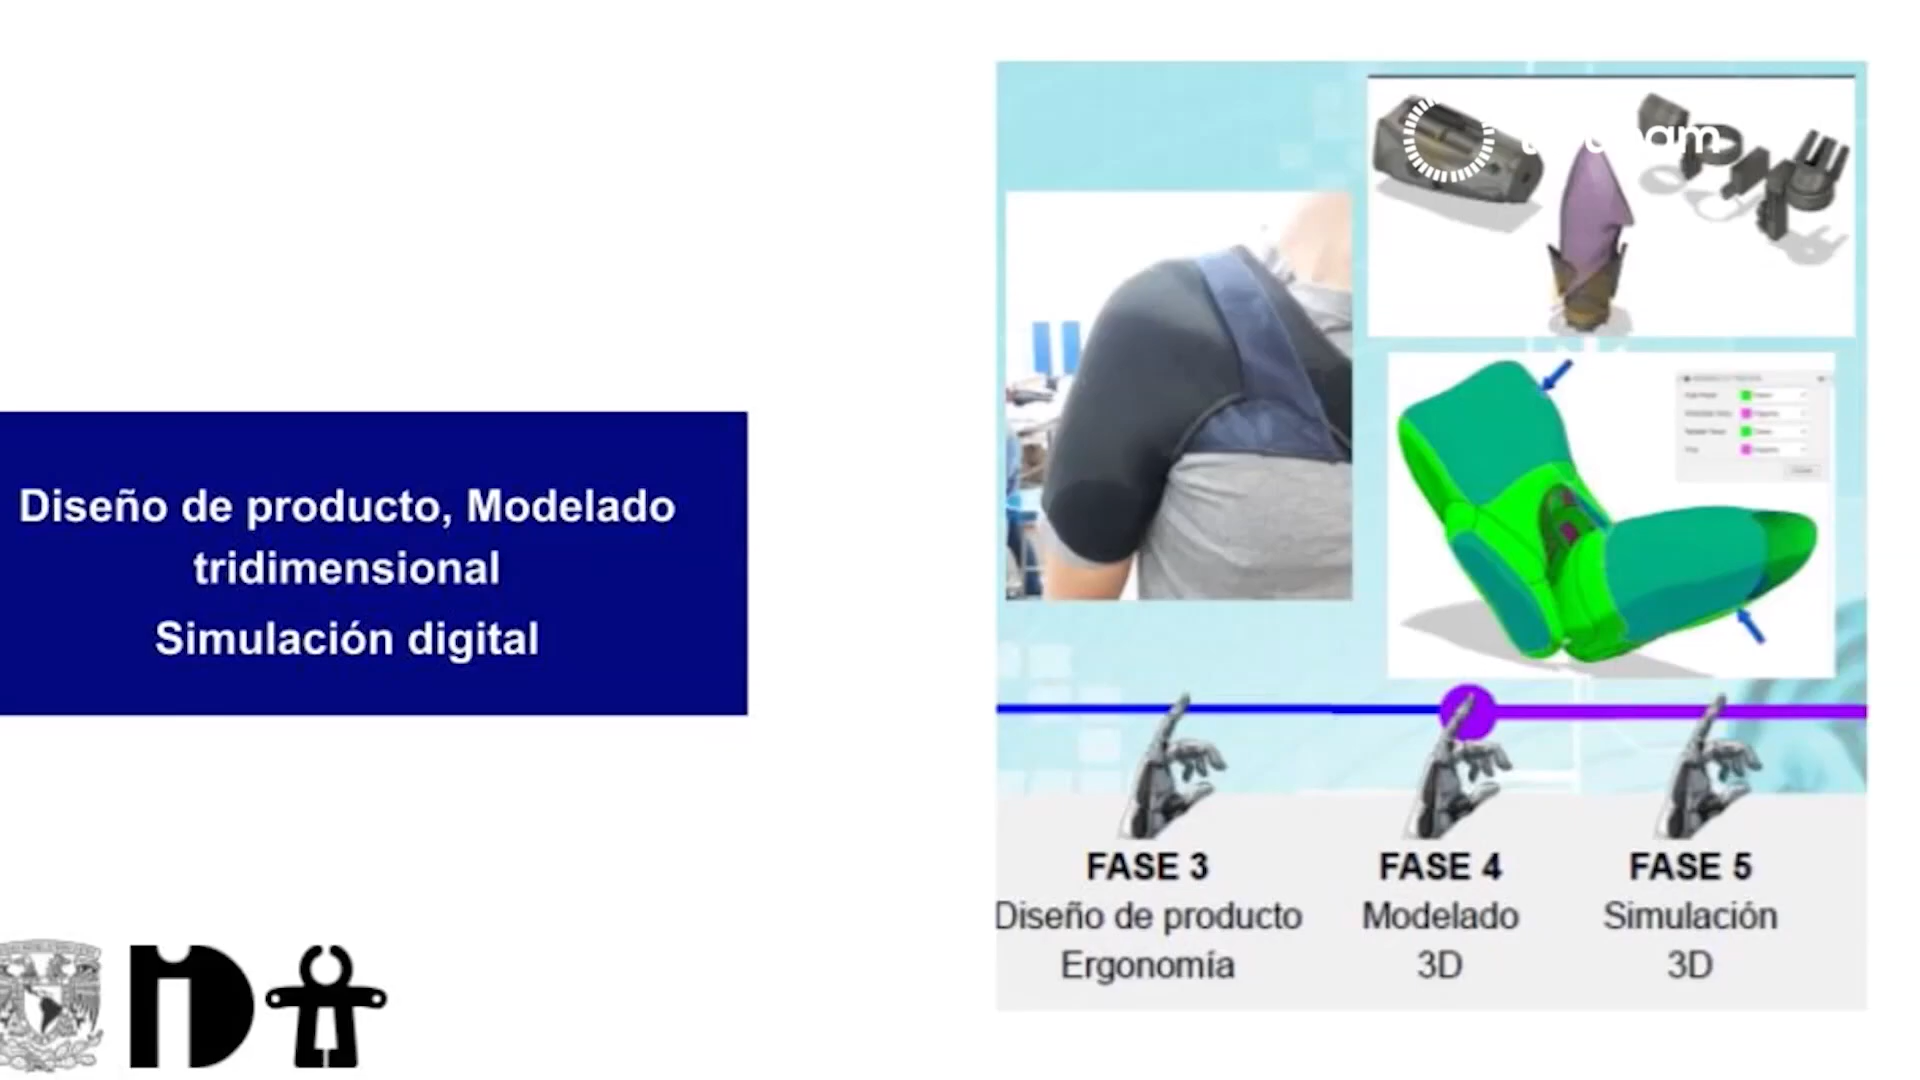 Diseño de producto, Modelado
tridimensional
Simulación digital
FASE 3
Diseño de producto
Ergonomía
FASE 4
Modelado
3D
FASE 5
Simulación
3D